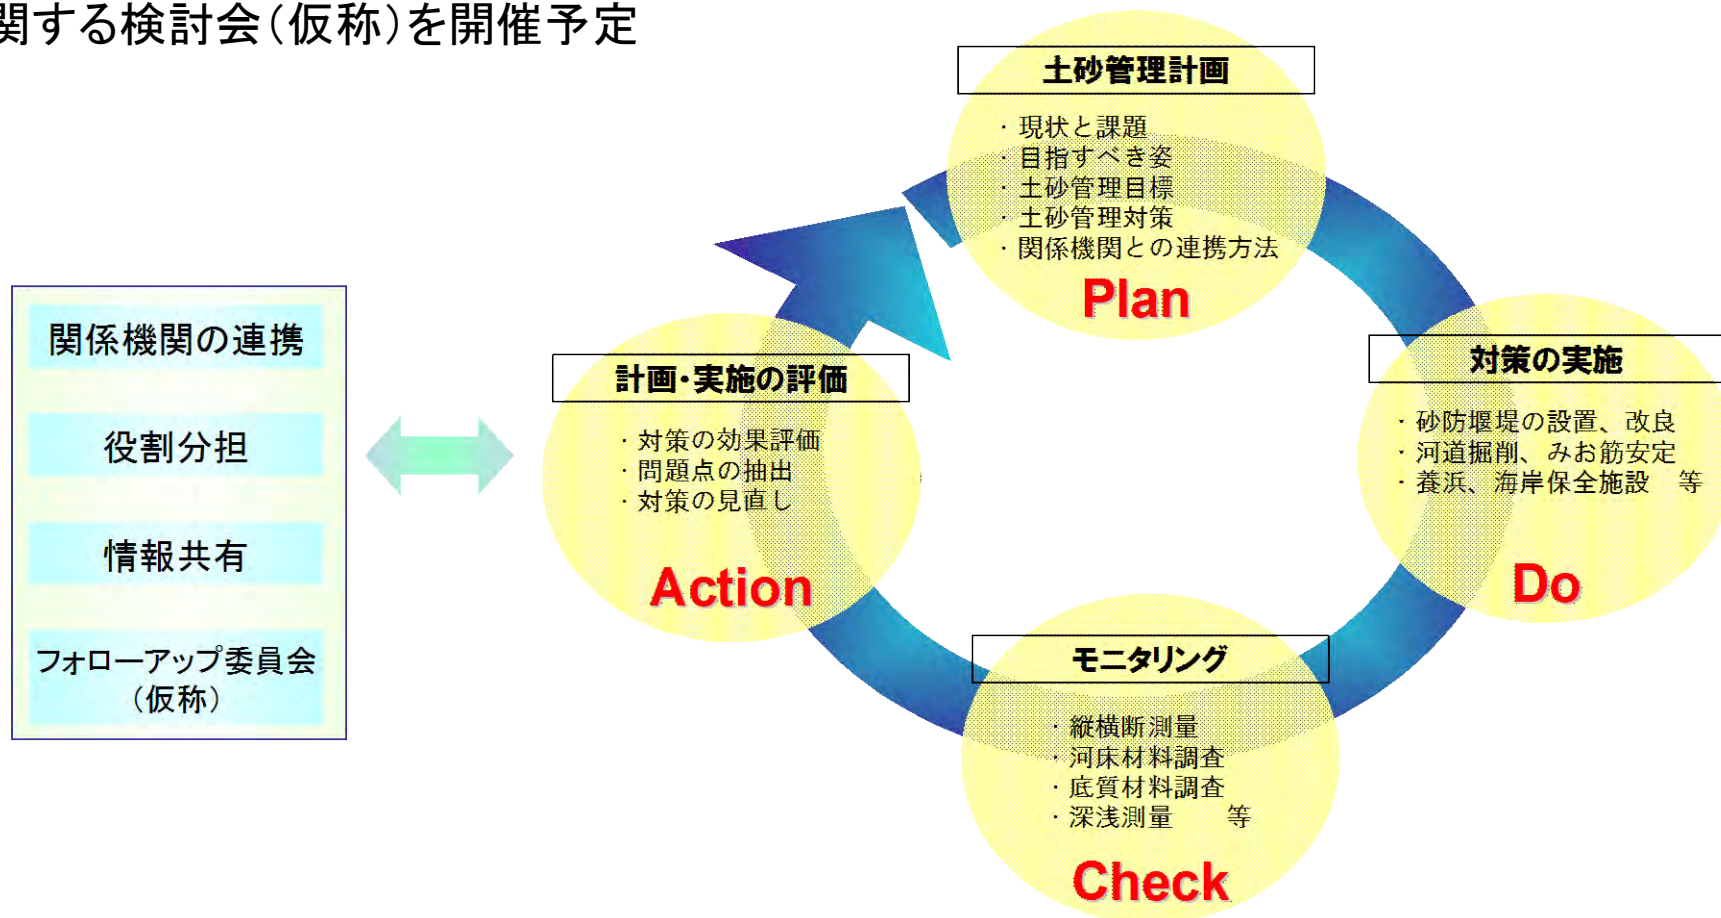 関する検討会(仮称)を開催予定
土砂管理計画
・現状と課題
・目指すべき姿
・土砂管理目標
・土砂管理対策
・関係機関との連携方法
Plan
対策の実施
・砂防堰堤の設置、改良
・河道掘削、みお筋安定
・養浜、海岸保全施設　等
Do
モニタリング
・縦横断測量
・河床材料調査
・底質材料調査
・深浅測量　　等
Check
計画・実施の評価
・対策の効果評価
・問題点の抽出
・対策の見直し
Action
関係機関の連携
役割分担
情報共有
フォローアップ委員会
(仮称)